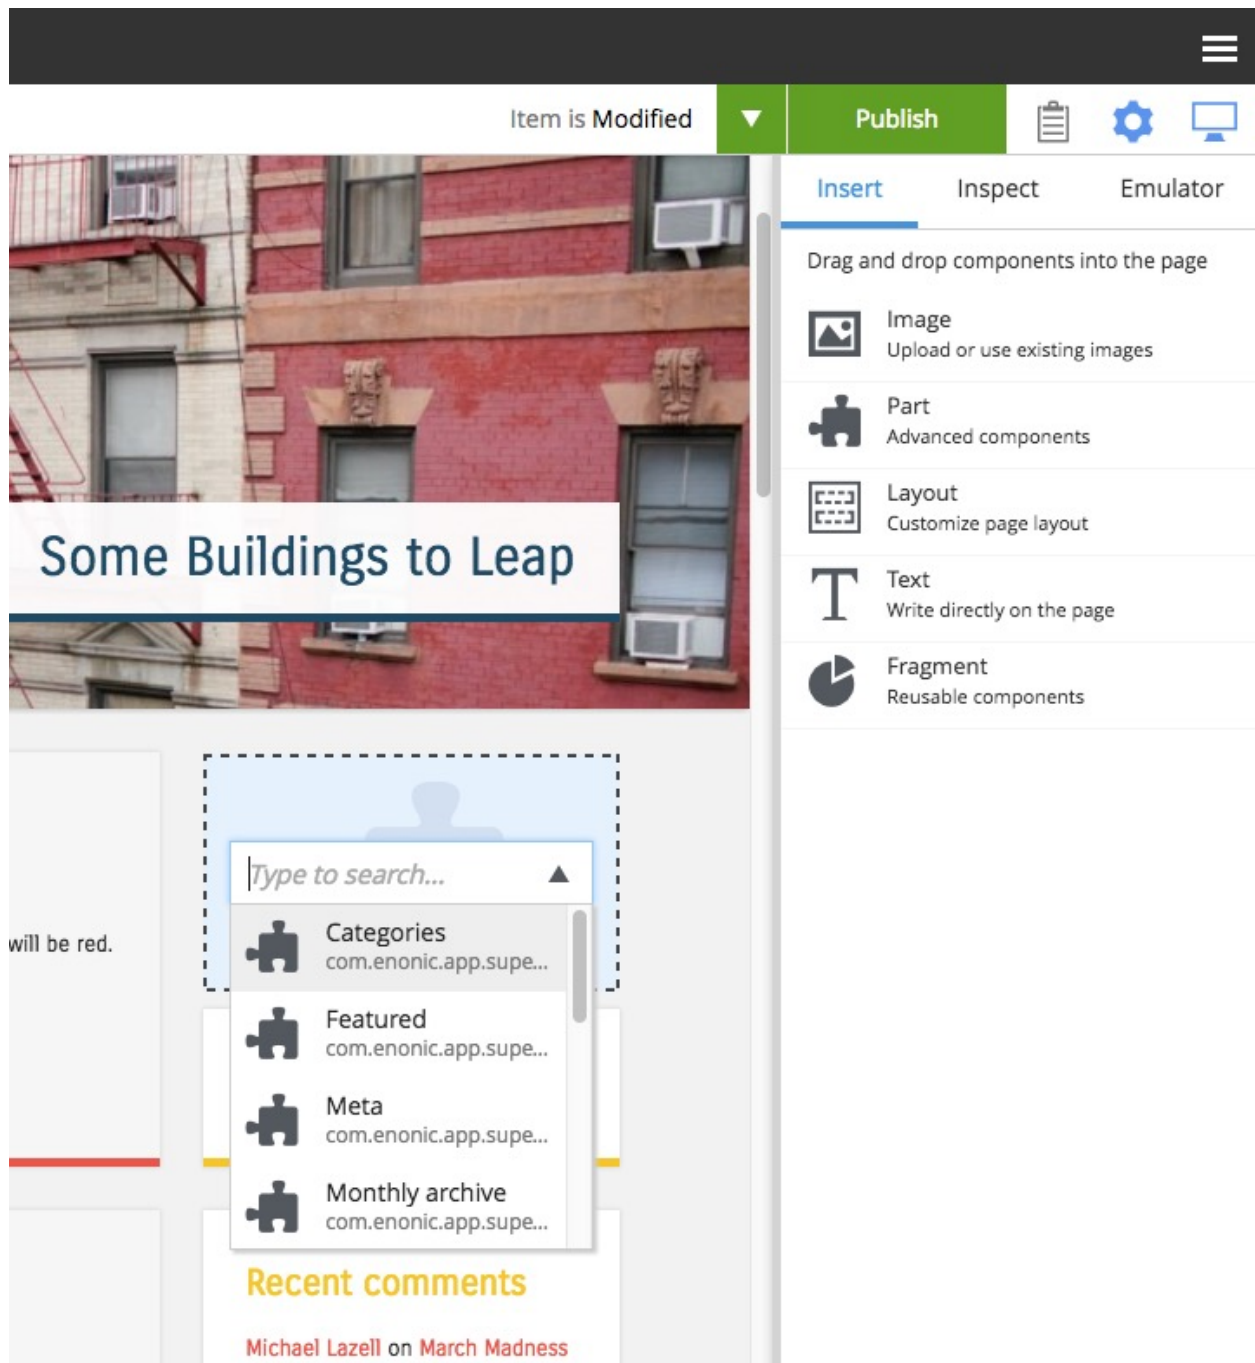 Item is Modified
Publish
Insert Inspect Emulator
Drag and drop components into the page
Image
Upload or use existing images
Part
Advanced components
Layout
Customize page layout
Text
Write directly on the page
Fragment
Reusable components
Some Buildings to Leap
will be red.
Type to search...
Categories
com.enonic.app.supe...
Featured
com.enonic.app.supe...
Meta
com.enonic.app.supe...
Monthly archive
com.enonic.app.supe...
Recent comments
Michael Lazell on March Madness